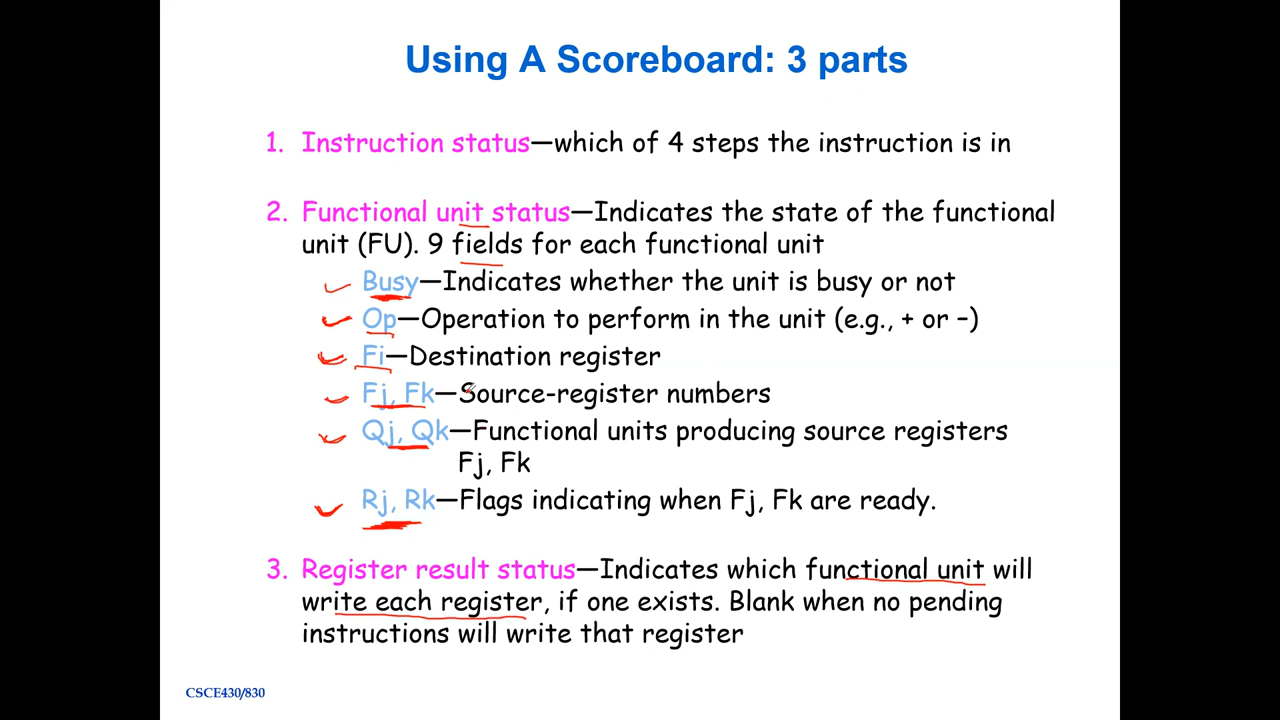 Using A Scoreboard: 3 parts
1. Instruction status—which of 4 steps the instruction is in
2. Functional unit status—Indicates the state of the functional
unit (FU). 9 fields for each functional unit
Busy—Indicates whether the unit is busy or not
Op—Operation to perform in the unit (e.g., + or –)
Fi—Destination register
Fj, Fk—Source-register numbers
Qj, Qk—Functional units producing source registers
Fj, Fk
Rj, Rk—Flags indicating when Fj, Fk are ready.
3. Register result status—Indicates which functional unit will
write each register, if one exists. Blank when no pending
instructions will write that register
CSCE430/830